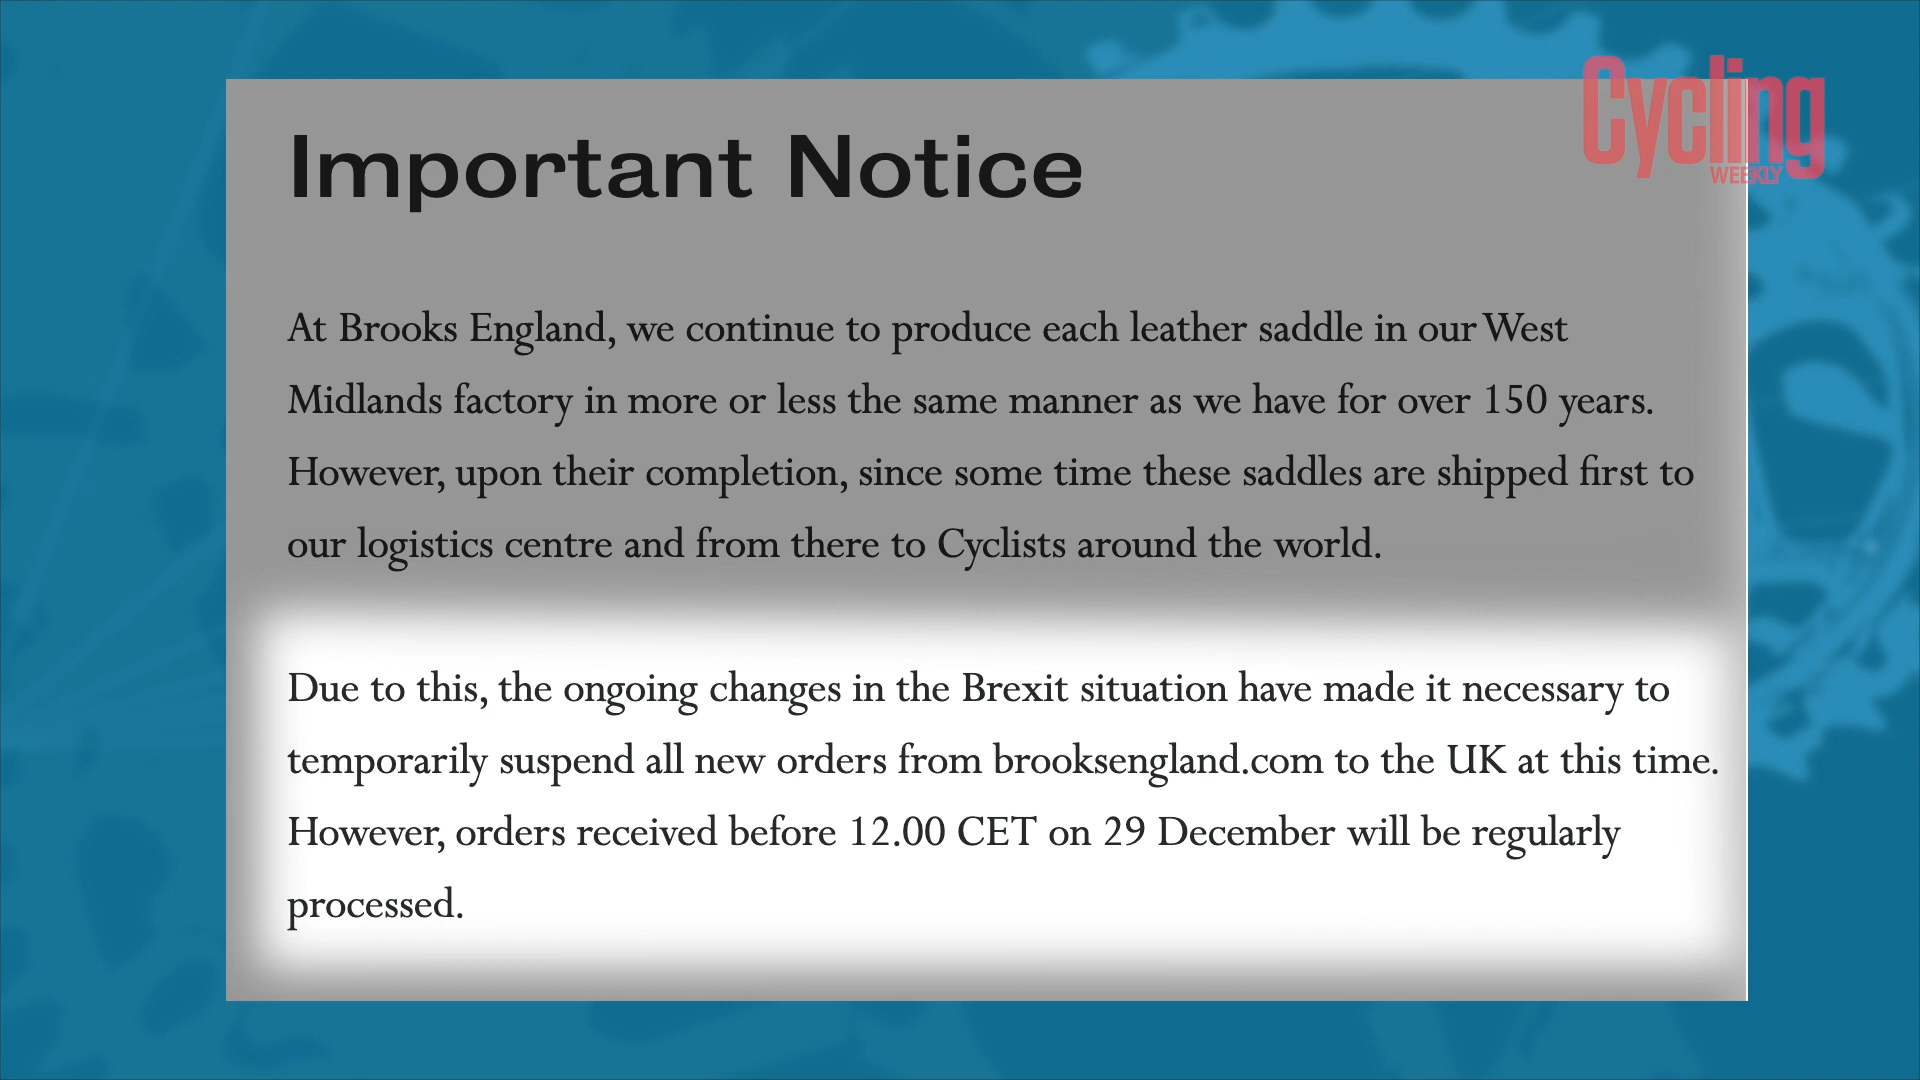 Cycling
WEEKLY
Important Notice
At Brooks England, we continue to produce each leather saddle in our West
Midlands factory in more or less the same manner as we have for over 150 years.
However, upon their completion, since some time these saddles are shipped first to
our logistics centre and from there to Cyclists around the world.
Due to this, the ongoing changes in the Brexit situation have made it necessary to
temporarily suspend all new orders from brooksengland.com to the UK at this time.
However, orders received before 12.00 CET on 29 December will be regularly
processed.